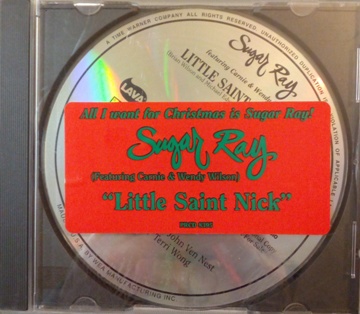 A TIME WARNER COMPANY ALL RIGHTS RESERVED. UNAUTHORIZED DUPLICATION
Sugar Ray
featuring Carnie & Wendy
LITTLE SAINT
LAVA
All I want for Christmas is Sugar Ray!
Sugar Ray
(Featuring Carnie & Wendy Wilson)
"Little Saint Nick"
John Van Nest
Terri Wong
U.S.A. BY WEA MANUFACTURING INC